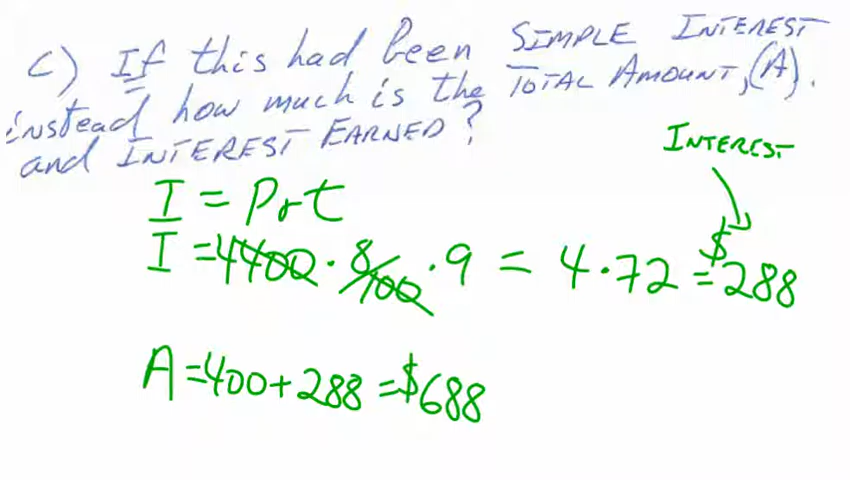 c) If this had been SIMPLE INTEREST
instead how much is the TOTAL AMOUNT, (A).
and INTEREST EARNED?
INTEREST
I = Prt
I = 4400 · 8/100 · 9 = 4·72 = $288
A = 400 + 288 = $688